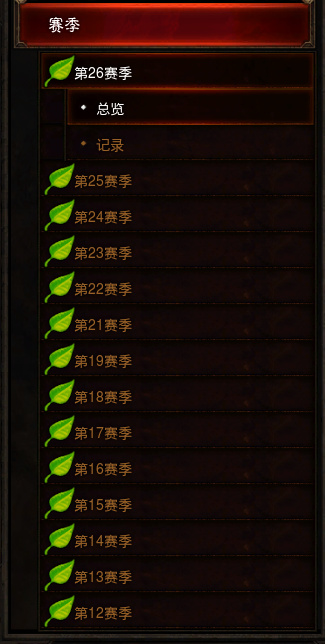 赛季
第26赛季
总览
记录
第25赛季
第24赛季
第23赛季
第22赛季
第21赛季
第19赛季
第18赛季
第17赛季
第16赛季
第15赛季
第14赛季
第13赛季
第12赛季